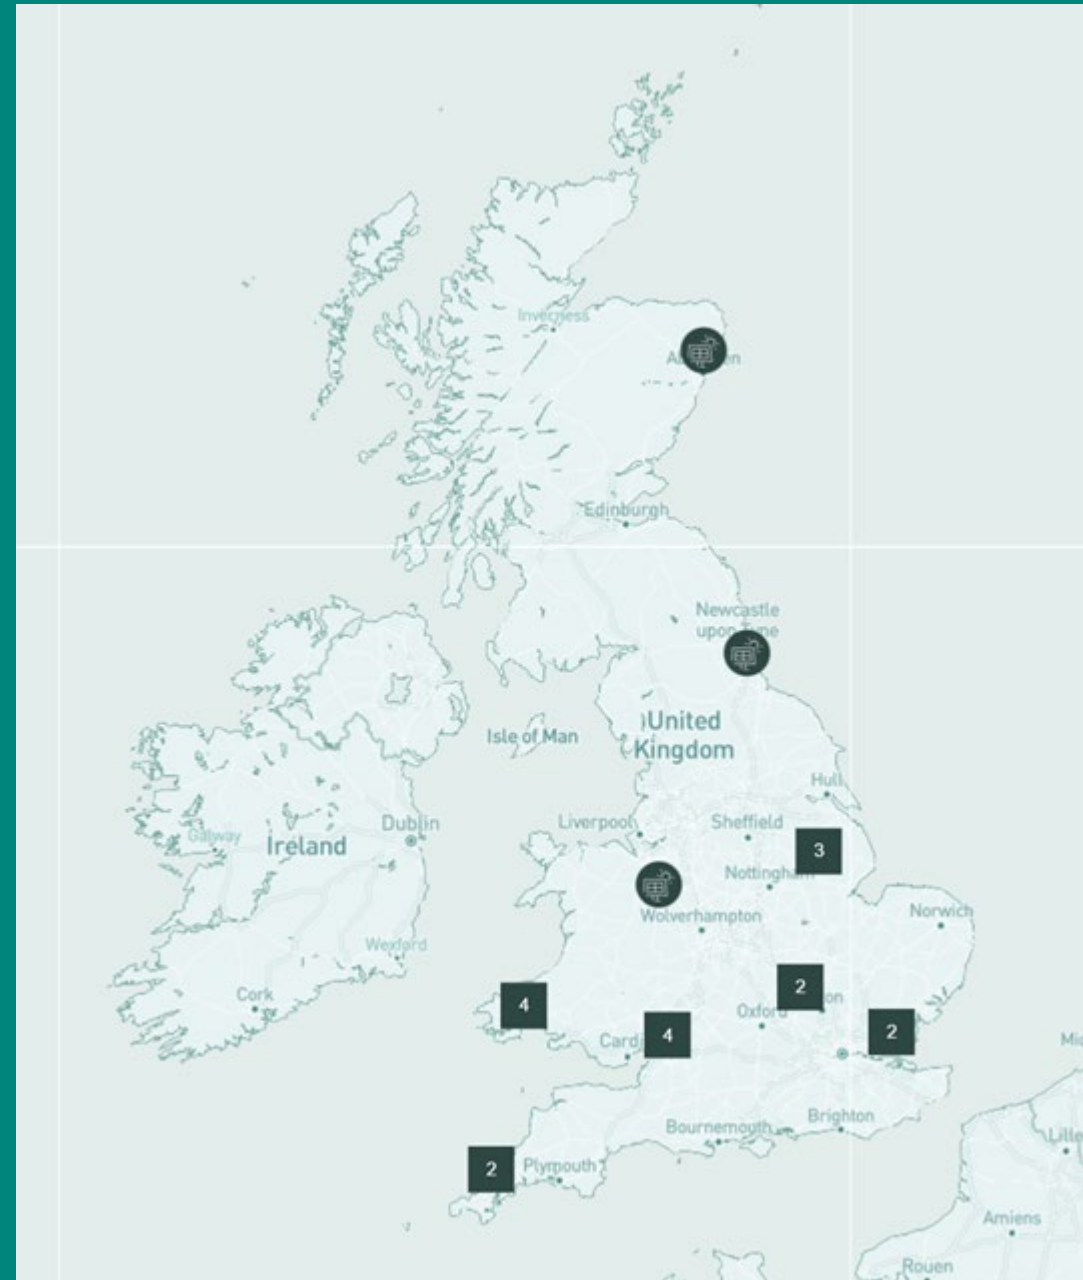 Inverness
Edinburgh
Newcastle
upon Tyne
United
Kingdom
Isle of Man
Hull
Dublin
Liverpool
Sheffield
Galway
Ireland
3
Nottingham
Norwich
Wolverhampton
Wexford
Cork
2
4
Oxford
2
4
Mid
Brighton
Bournemouth
Lille
2
Plymouth
Amiens
Rouen